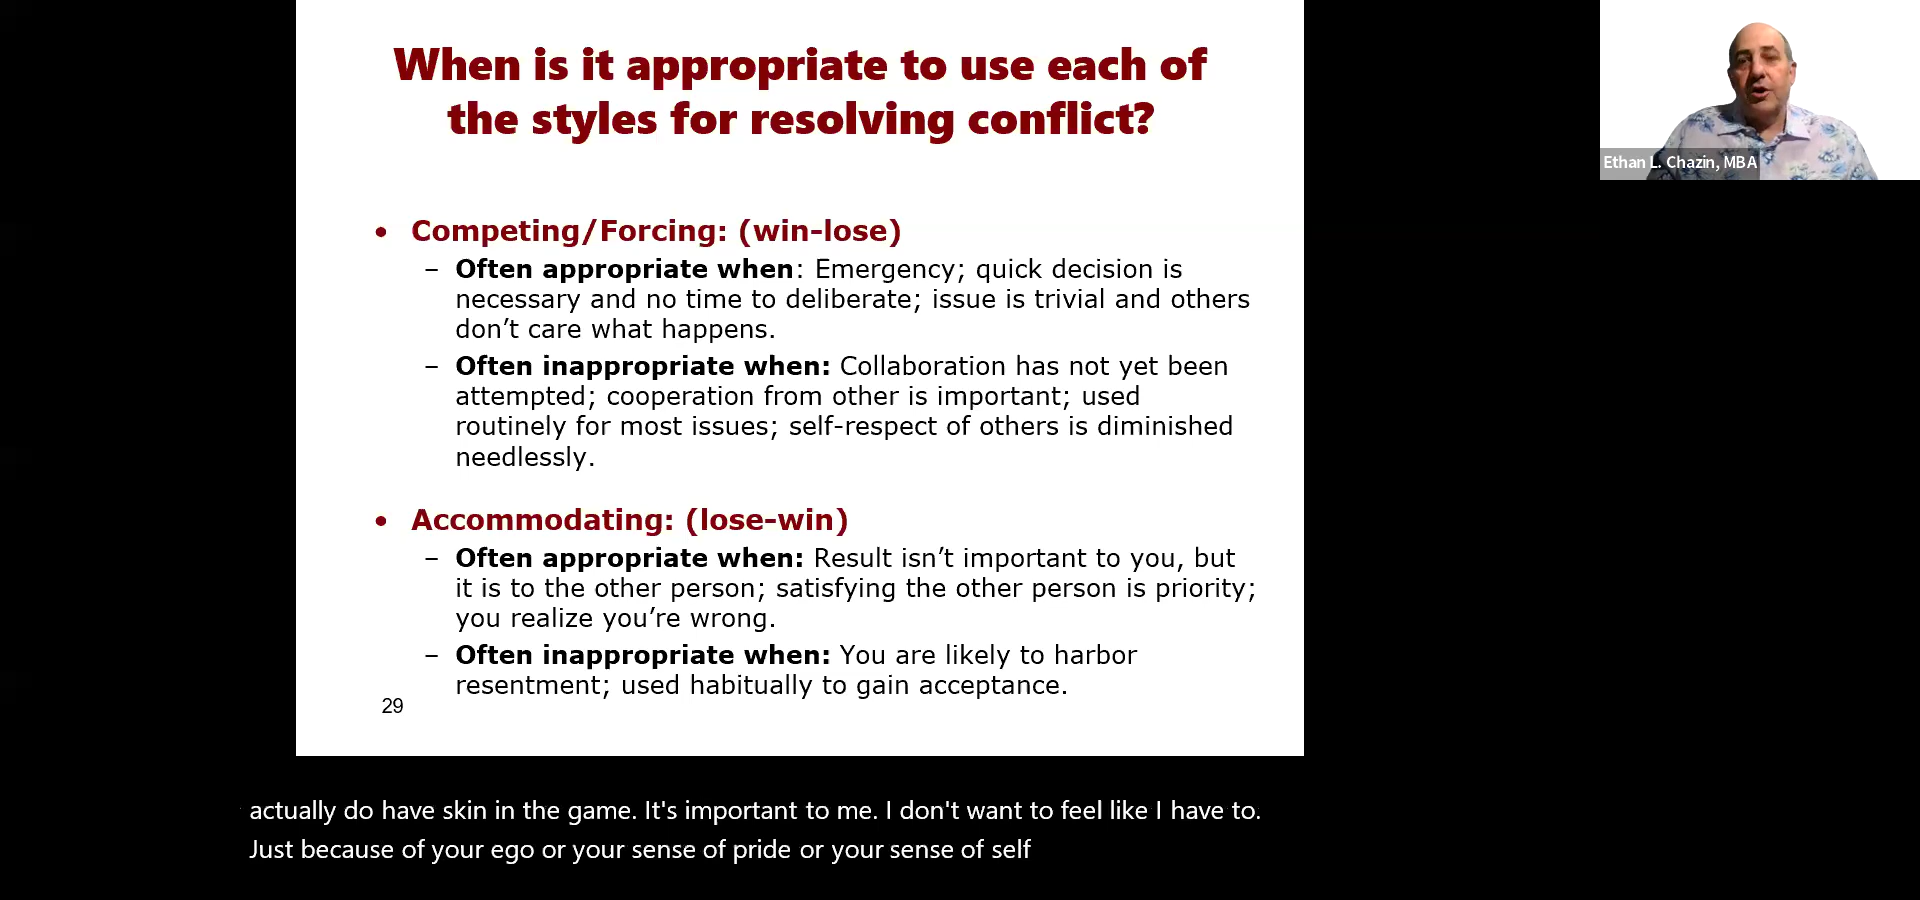 When is it appropriate to use each of
the styles for resolving conflict?
Ethan L. Chazin, MBA
• Competing/Forcing: (win-lose)
– Often appropriate when: Emergency; quick decision is
necessary and no time to deliberate; issue is trivial and others
don’t care what happens.
– Often inappropriate when: Collaboration has not yet been
attempted; cooperation from other is important; used
routinely for most issues; self-respect of others is diminished
needlessly.
• Accommodating: (lose-win)
– Often appropriate when: Result isn’t important to you, but
it is to the other person; satisfying the other person is priority;
you realize you’re wrong.
– Often inappropriate when: You are likely to harbor
resentment; used habitually to gain acceptance.
29
actually do have skin in the game. It's important to me. I don't want to feel like I have to.
Just because of your ego or your sense of pride or your sense of self